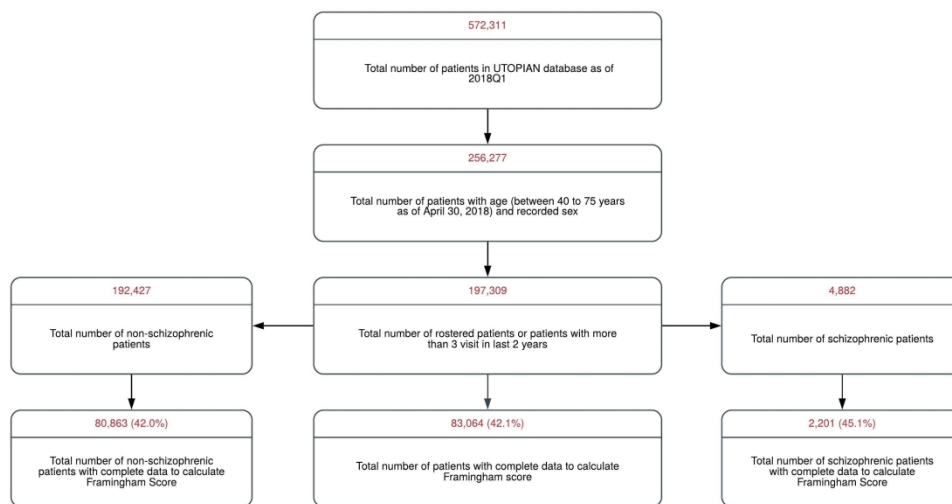 572,311
Total number of patients in UTOPIAN database as of
2018Q1
256,277
Total number of patients with age (between 40 to 75 years
as of April 30, 2018) and recorded sex
192,427
Total number of non-schizophrenic
patients
197,309
Total number of rostered patients or patients with more
than 3 visit in last 2 years
4,882
Total number of schizophrenic patients
80,863 (42.0%)
Total number of non-schizophrenic
patients with complete data to calculate
Framingham Score
83,064 (42.1%)
Total number of patients with complete data to calculate
Framingham score
2,201 (45.1%)
Total number of schizophrenic patients
with complete data to calculate
Framingham Score